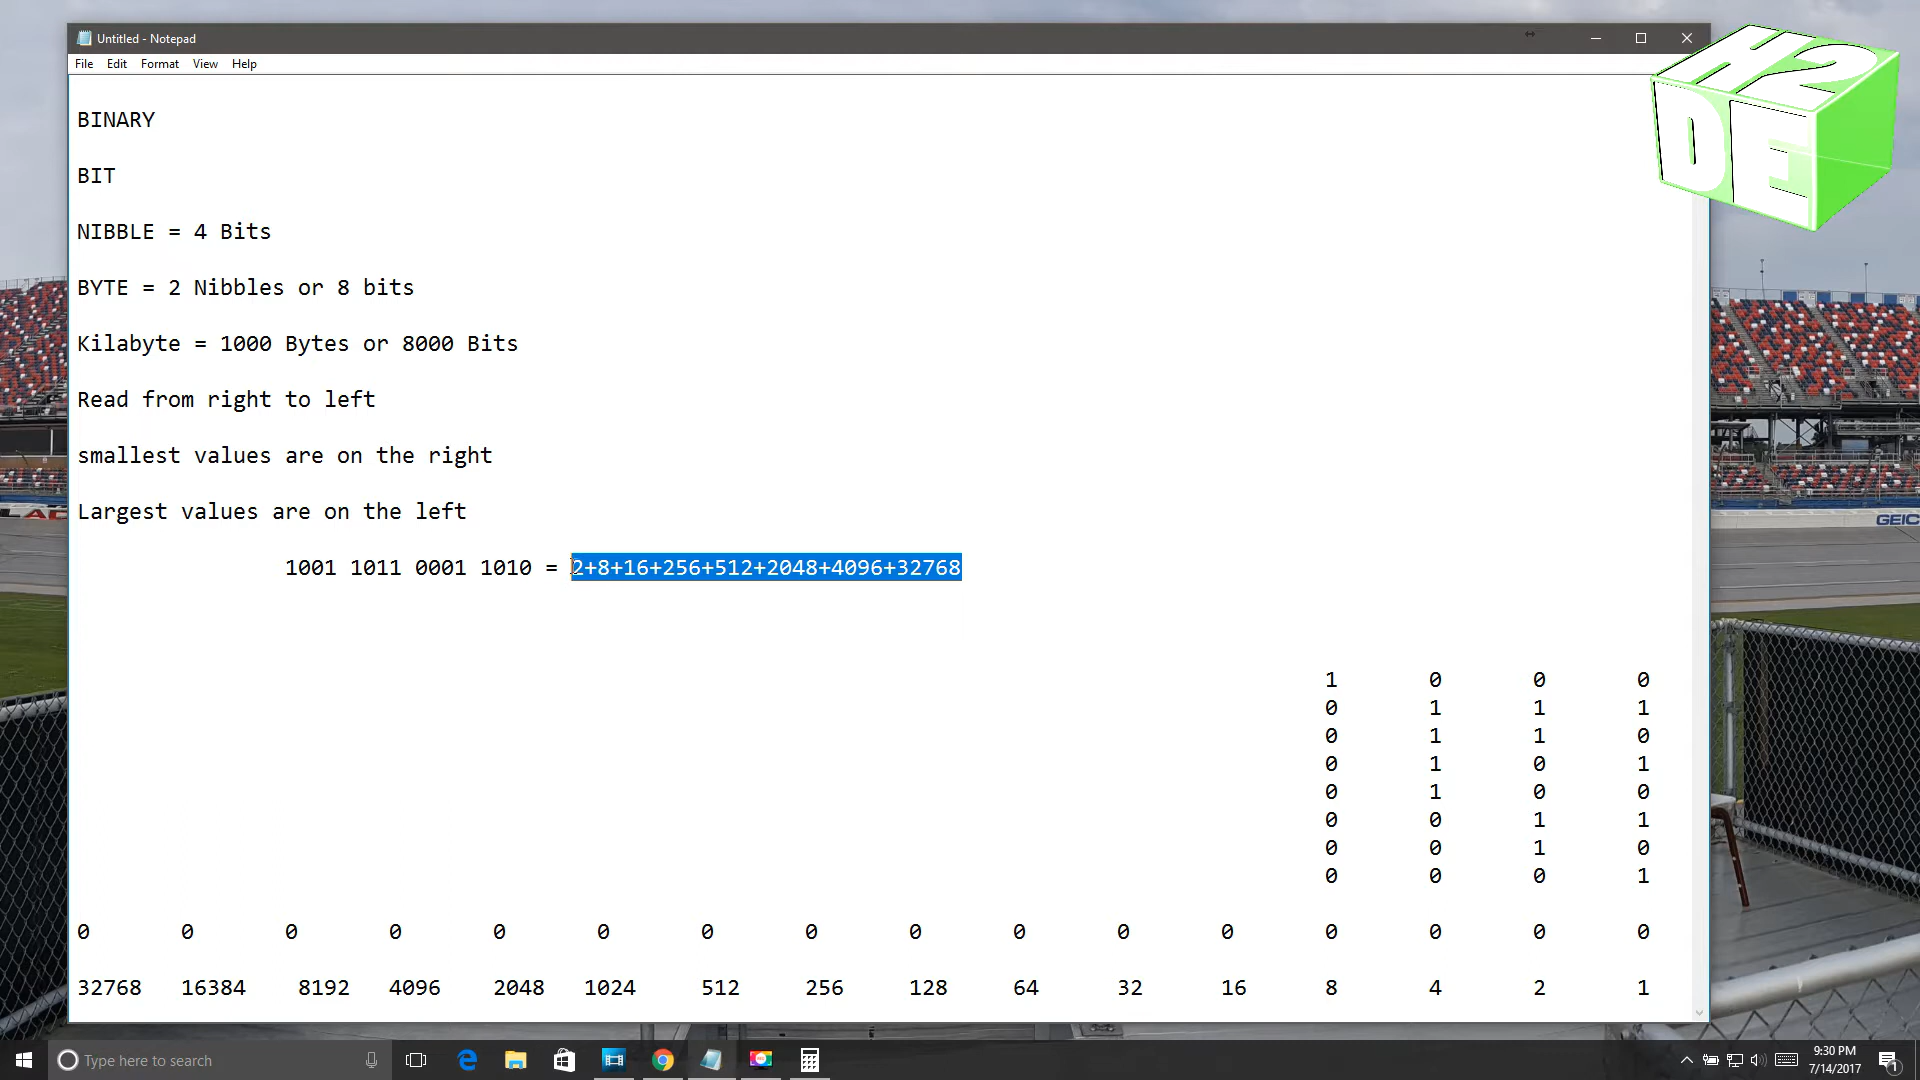 Untitled - Notepad
File Edit Format View Help
H2
DE
BINARY
BIT
NIBBLE = 4 Bits
BYTE = 2 Nibbles or 8 bits
Kilabyte = 1000 Bytes or 8000 Bits
Read from right to left
smallest values are on the right
Largest values are on the left
1001 1011 0001 1010 = 2+8+16+256+512+2048+4096+32768
GEIC
1 0 0 0
0 1 1 1
0 1 1 0
0 1 0 1
0 1 0 0
0 0 1 1
0 0 1 0
0 0 0 1
0 0 0 0 0 0 0 0 0 0 0 0 0 0 0 0
32768 16384 8192 4096 2048 1024 512 256 128 64 32 16 8 4 2 1
Type here to search
9:30 PM
7/14/2017
1